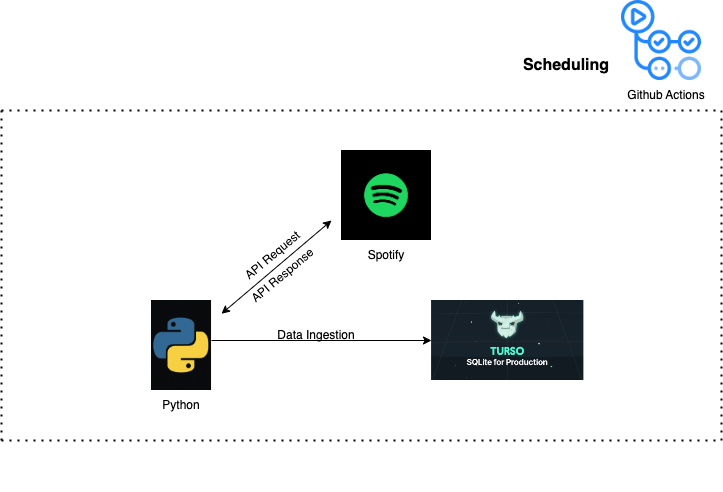 Scheduling
Github Actions
Spotify
API Request
API Response
Data Ingestion
TURSO
SQLite for Production
Python